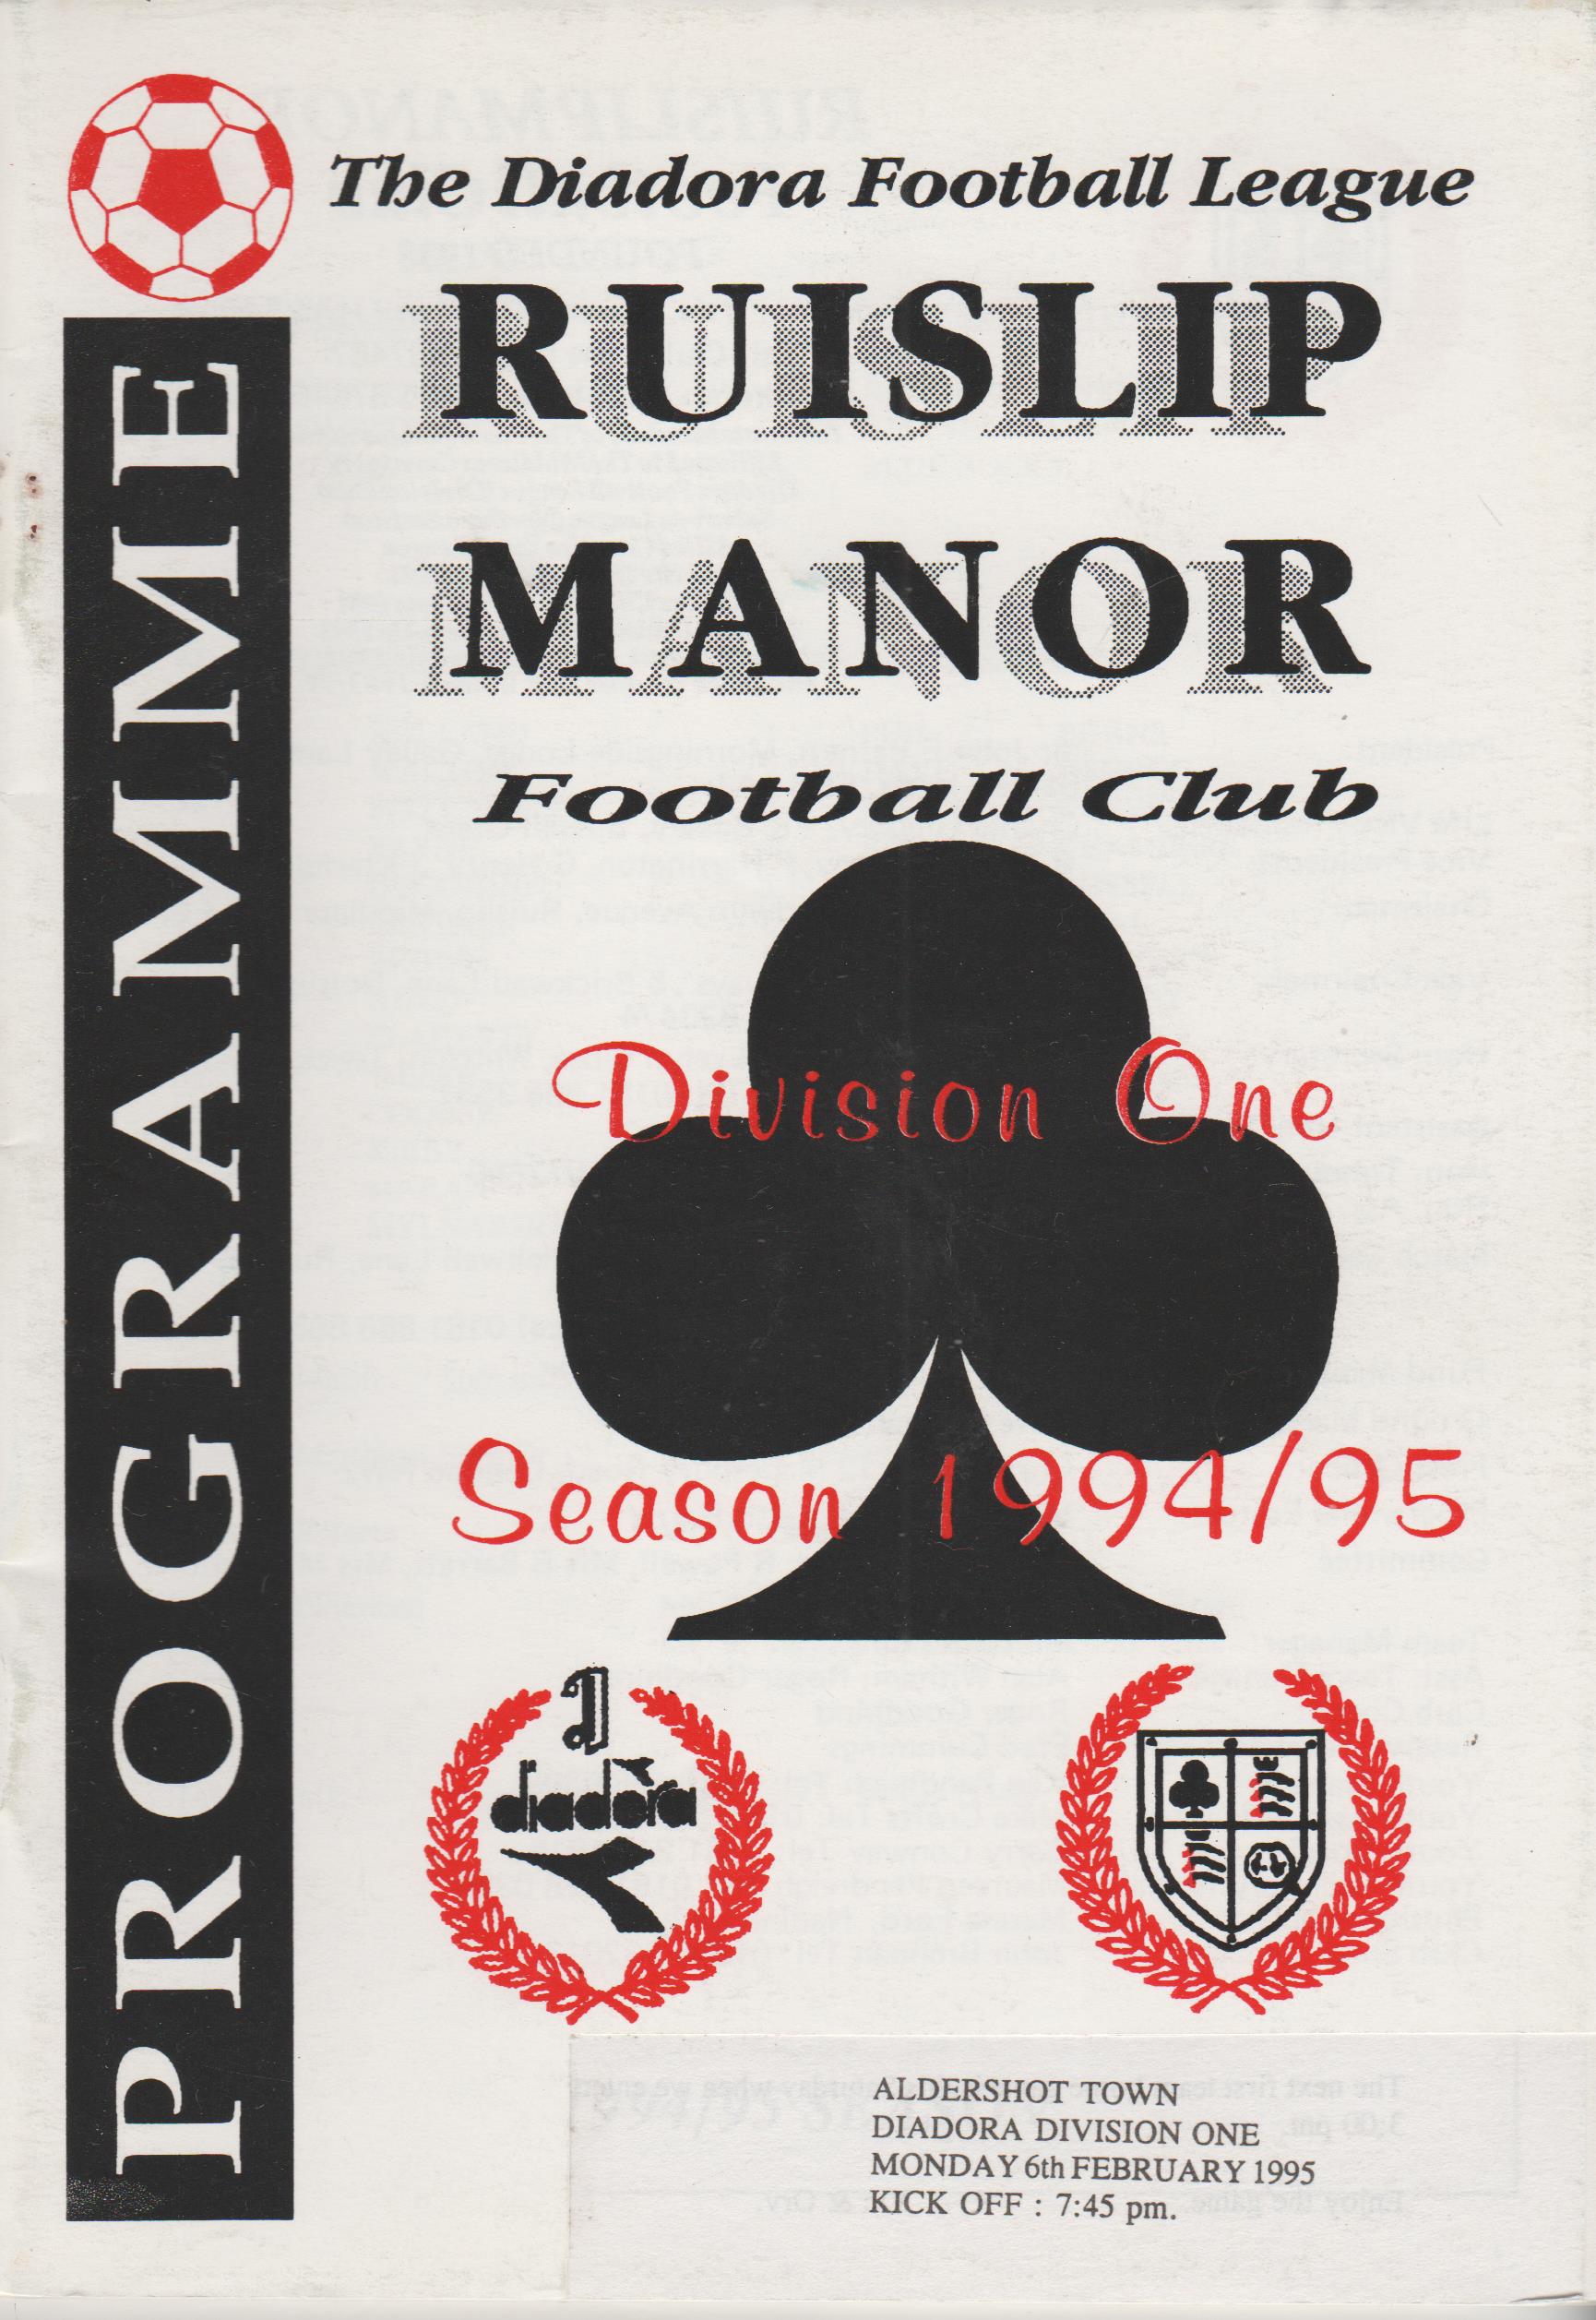 The Diadora Football League
PROGRAMME
RUISLIP
MANOR
Football Club
Division One
Season 1994/95
diadora
ALDERSHOT TOWN
DIADORA DIVISION ONE
MONDAY 6th FEBRUARY 1995
KICK OFF : 7:45 pm.